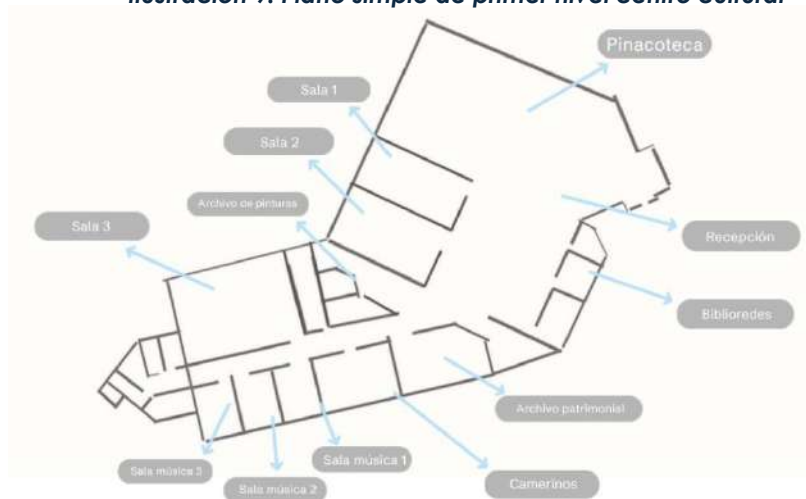 Ilustración 9. Plano simple de primer nivel Centro Cultural
Pinacoteca
Sala 1
Sala 2
Archivo de pinturas
Sala 3
Recepción
Biblioredes
Archivo patrimonial
Sala música 1
Camerinos
Sala música 3
Sala música 2